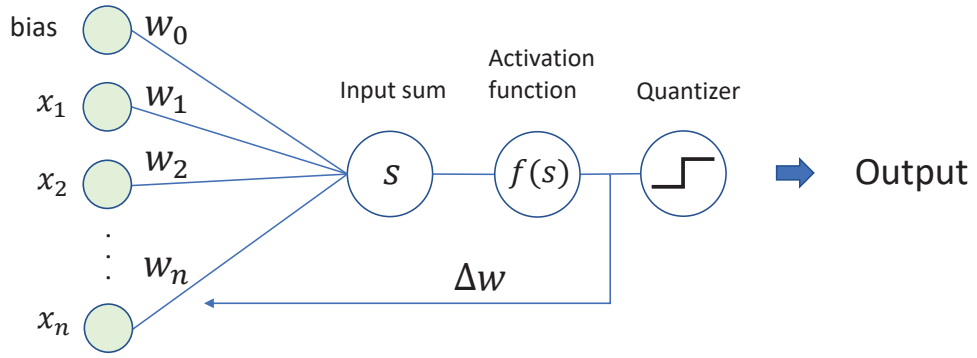 bias
w₀
Activation
function
Input sum
Quantizer
x₁
w₁
x₂
w₂
s
f(s)
Output
wₙ
Δw
xₙ